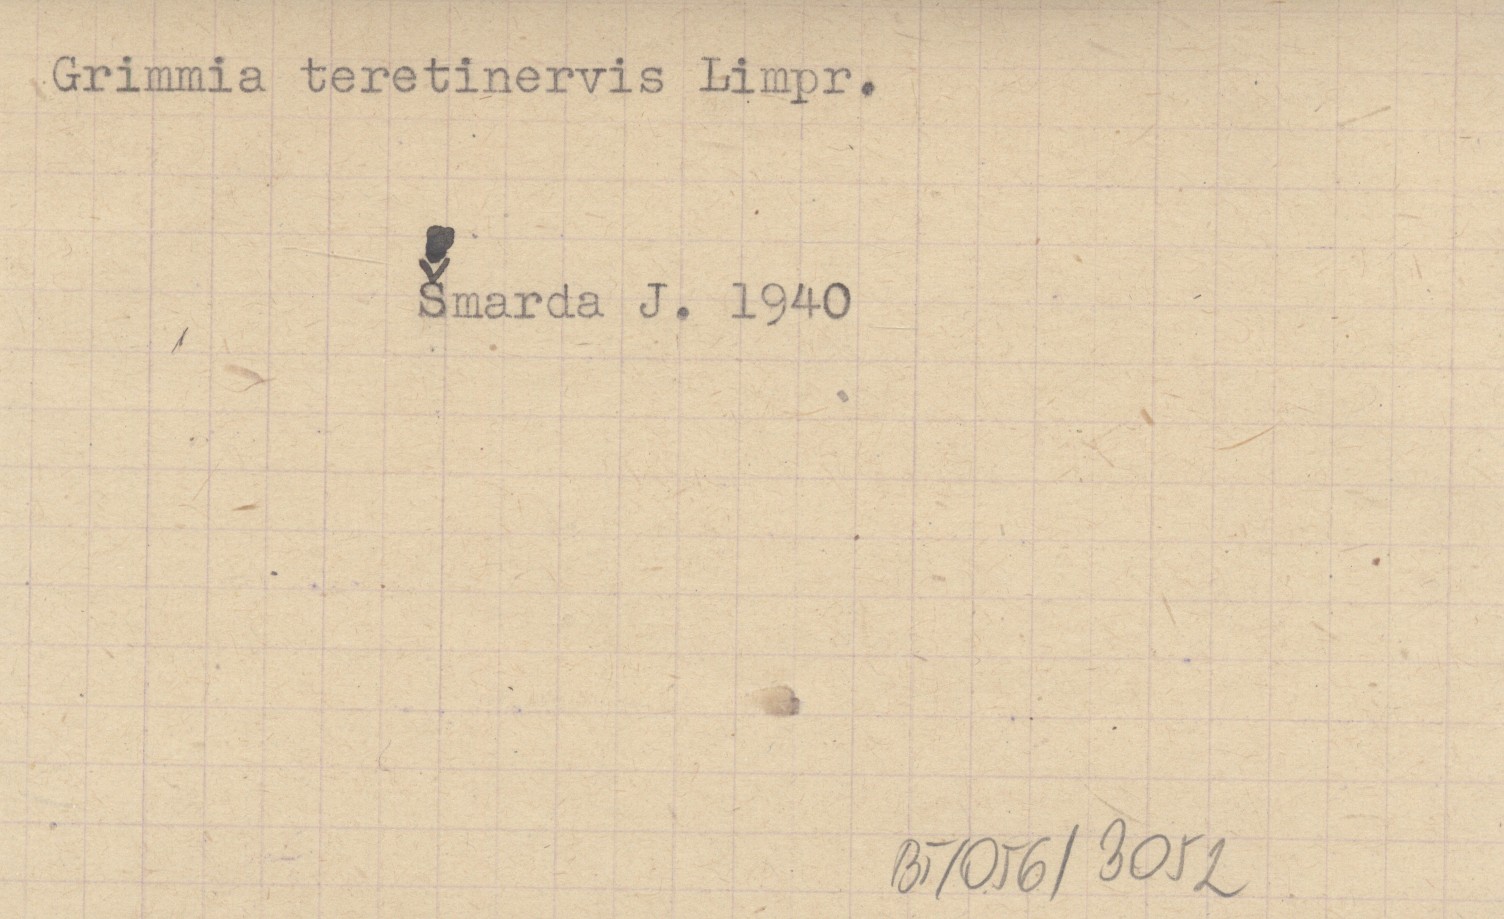 Grimmia teretinervis Limpr.
Šmarda J. 1940
BT/056/ 3052